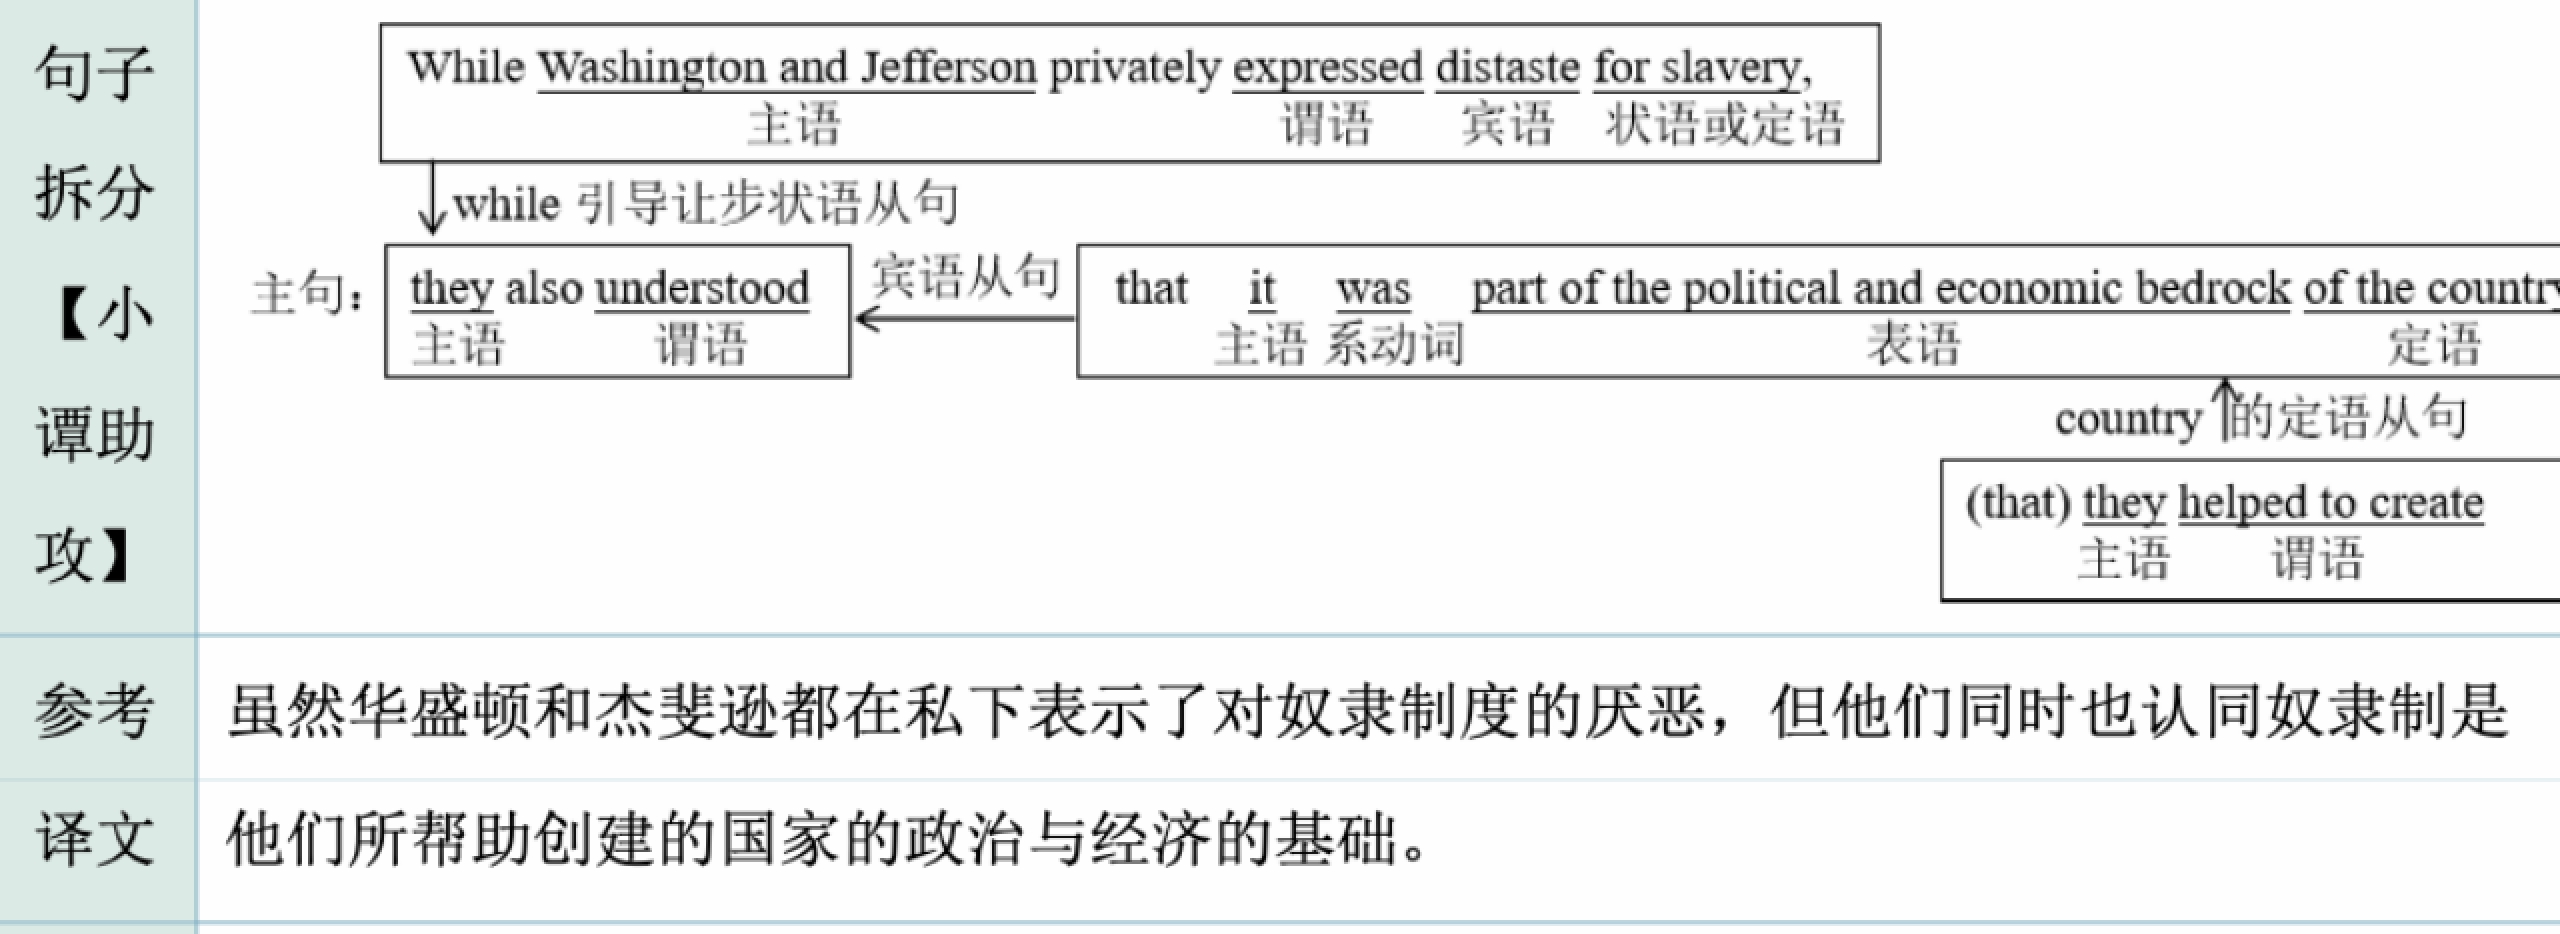 句子
拆分
【小
谭助
攻】
While Washington and Jefferson privately expressed distaste for slavery,
主语 谓语 宾语 状语或定语
while 引导让步状语从句
主句： they also understood 宾语从句 that it was part of the political and economic bedrock of the country
主语 谓语 主语 系动词 表语 定语
country 的定语从句
(that) they helped to create
主语 谓语
参考
译文
虽然华盛顿和杰斐逊都在私下表示了对奴隶制度的厌恶，但他们同时也认同奴隶制是
他们所帮助创建的国家的政治与经济的基础。